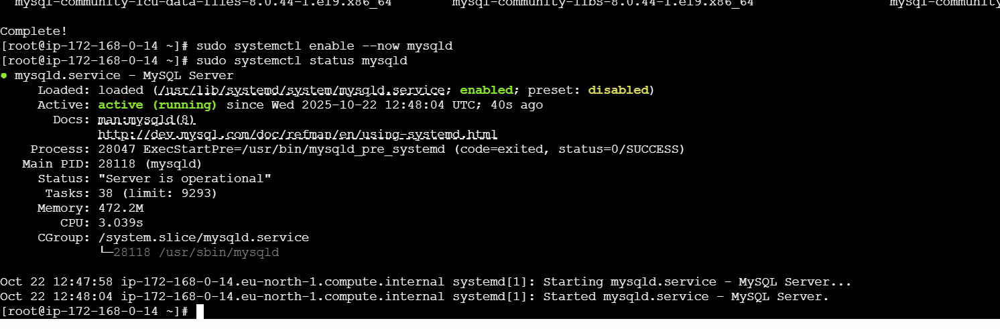 mysql-community-icu-data-files-8.0.44-1.el9.x86_64 mysql-community-libs-8.0.44-1.el9.x86_64 mysql-community
Complete!
[root@ip-172-168-0-14 ~]# sudo systemctl enable --now mysqld
[root@ip-172-168-0-14 ~]# sudo systemctl status mysqld
● mysqld.service - MySQL Server
Loaded: loaded (/usr/lib/systemd/system/mysqld.service; enabled; preset: disabled)
Active: active (running) since Wed 2025-10-22 12:48:04 UTC; 40s ago
Docs: man:mysqld(8)
http://dev.mysql.com/doc/refman/en/using-systemd.html
Process: 28047 ExecStartPre=/usr/bin/mysqld_pre_systemd (code=exited, status=0/SUCCESS)
Main PID: 28118 (mysqld)
Status: "Server is operational"
Tasks: 38 (limit: 9293)
Memory: 472.2M
CPU: 3.039s
CGroup: /system.slice/mysqld.service
└─28118 /usr/sbin/mysqld
Oct 22 12:47:58 ip-172-168-0-14.eu-north-1.compute.internal systemd[1]: Starting mysqld.service - MySQL Server...
Oct 22 12:48:04 ip-172-168-0-14.eu-north-1.compute.internal systemd[1]: Started mysqld.service - MySQL Server.
[root@ip-172-168-0-14 ~]#